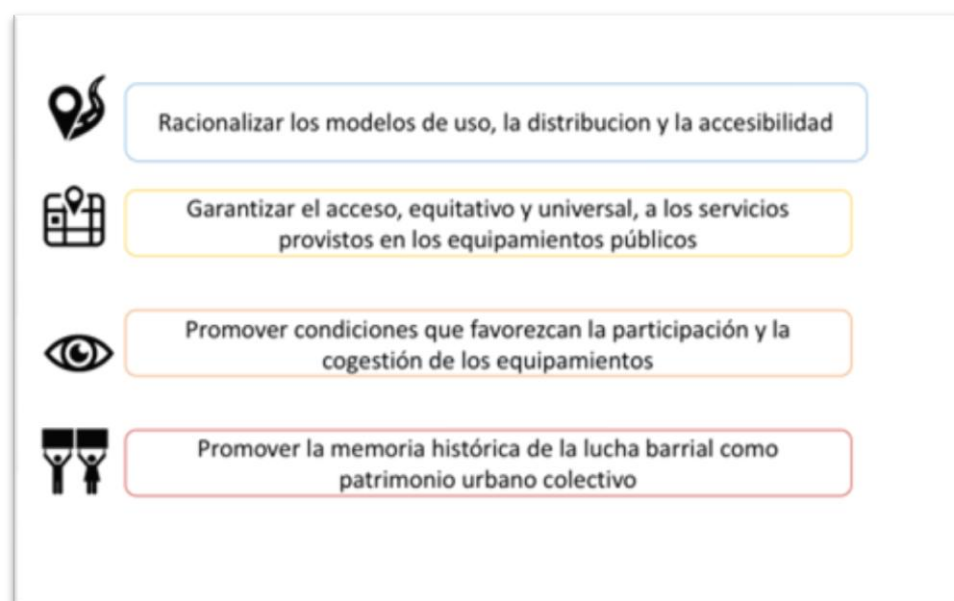 Racionalizar los modelos de uso, la distribucion y la accesibilidad
Garantizar el acceso, equitativo y universal, a los servicios
provistos en los equipamientos públicos
Promover condiciones que favorezcan la participación y la
cogestión de los equipamientos
Promover la memoria histórica de la lucha barrial como
patrimonio urbano colectivo